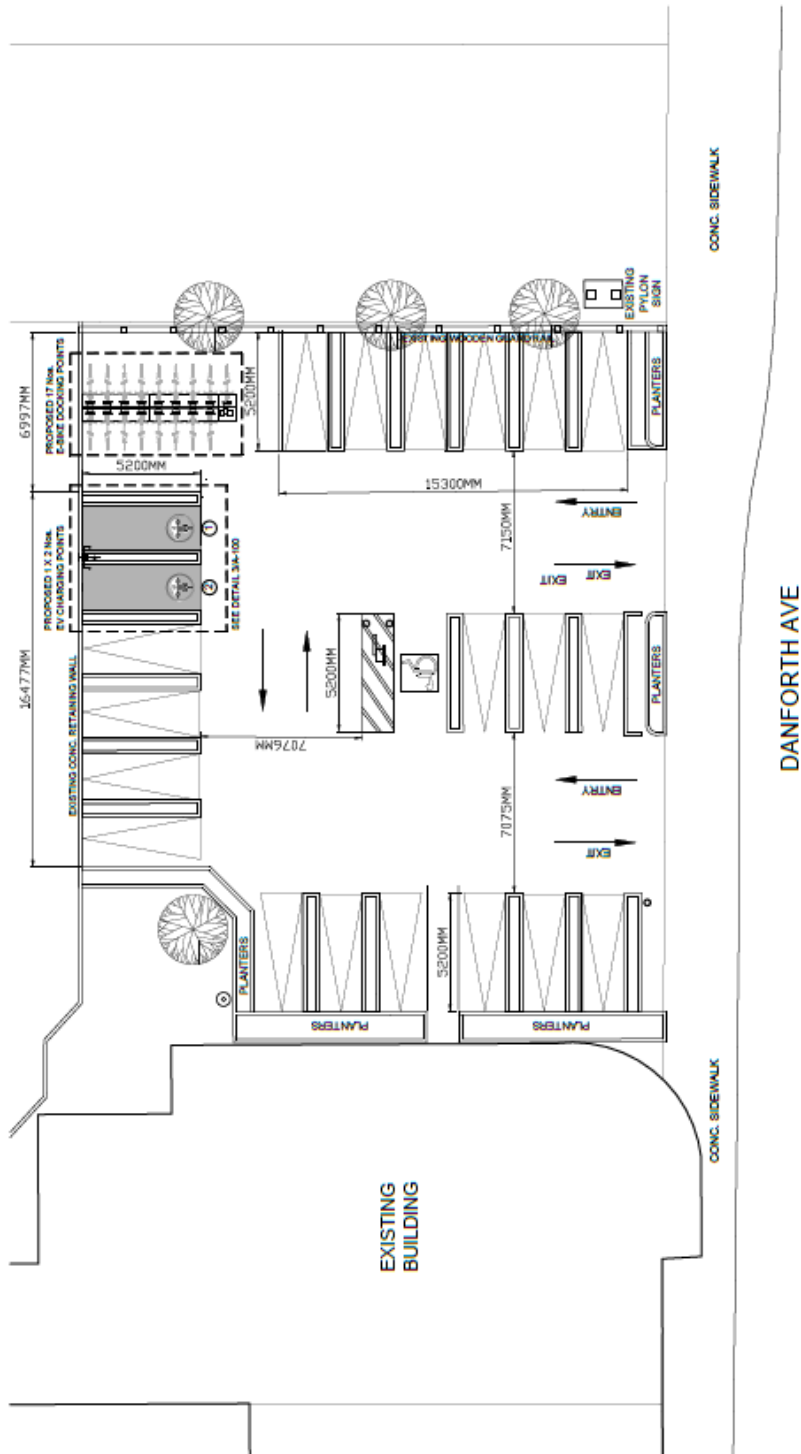 CONC. SIDEWALK
EXISTING
PYLON
SIGN
PROPOSED 17 Nos.
E-BIKE DOCKING POINTS
6997MM
5200MM
EXISTING WOODEN GUARDRAIL
PLANTERS
5200MM
15300MM
PROPOSED 1 X 2 Nos.
EV CHARGING POINTS
1
2
SEE DETAIL 3/A-100
ENTRY
7150MM
EXIT
EXIT
16477MM
EXISTING CONC. RETAINING WALL
5200MM
PLANTERS
7076MM
ENTRY
7075MM
EXIT
DANFORTH AVE
PLANTERS
5200MM
PLANTERS
PLANTERS
CONC. SIDEWALK
EXISTING
BUILDING